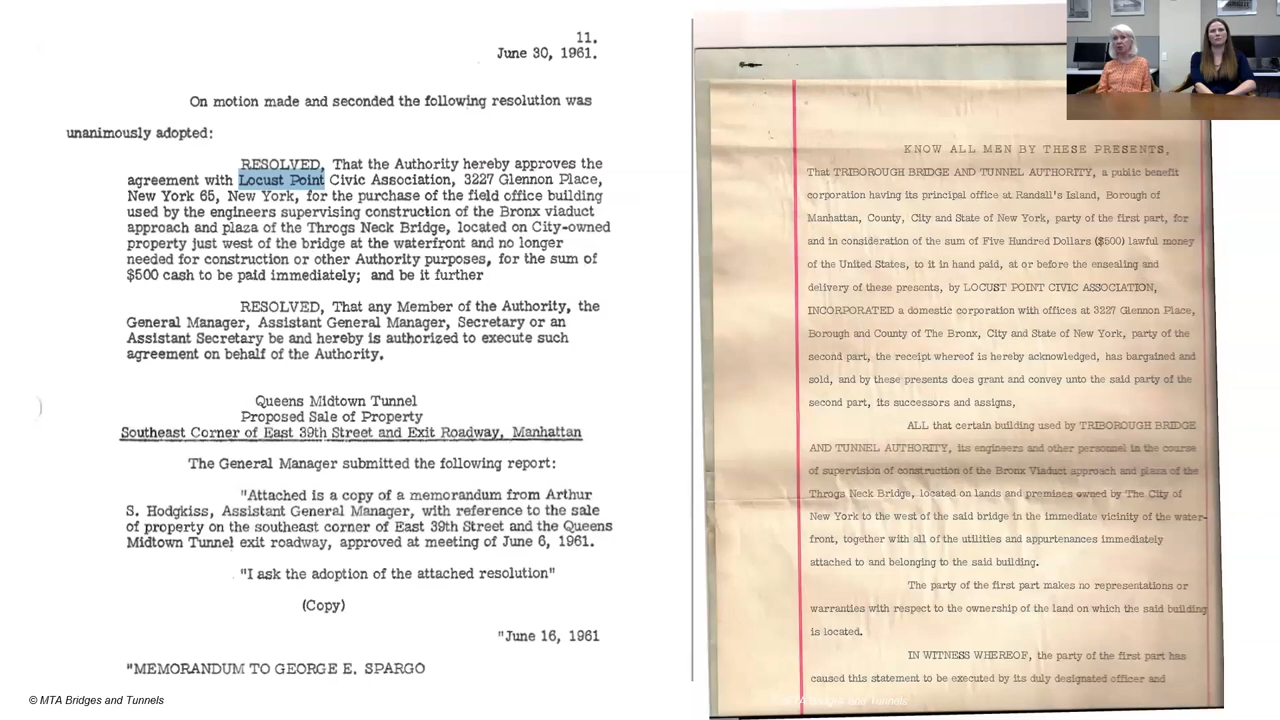 11.
June 30, 1961.
On motion made and seconded the following resolution was
unanimously adopted:
RESOLVED, That the Authority hereby approves the
agreement with Locust Point Civic Association, 3227 Glennon Place,
New York 65, New York, for the purchase of the field office building
used by the engineers supervising construction of the Bronx viaduct
approach and plaza of the Throgs Neck Bridge, located on City-owned
property just west of the bridge at the waterfront and no longer
needed for construction or other Authority purposes, for the sum of
$500 cash to be paid immediately; and be it further
RESOLVED, That any Member of the Authority, the
General Manager, Assistant General Manager, Secretary or an
Assistant Secretary be and hereby is authorized to execute such
agreement on behalf of the Authority.
Queens Midtown Tunnel
Proposed Sale of Property
Southeast Corner of East 39th Street and Exit Roadway, Manhattan
The General Manager submitted the following report:
"Attached is a copy of a memorandum from Arthur
S. Hodgkiss, Assistant General Manager, with reference to the sale
of property on the southeast corner of East 39th Street and the Queens
Midtown Tunnel exit roadway, approved at meeting of June 6, 1961.
"I ask the adoption of the attached resolution"
(Copy)
"June 16, 1961
"MEMORANDUM TO GEORGE E. SPARGO
© MTA Bridges and Tunnels
KNOW ALL MEN BY THESE PRESENTS,
That TRIBOROUGH BRIDGE AND TUNNEL AUTHORITY, a public benefit
corporation having its principal office at Randall's Island, Borough of
Manhattan, County, City and State of New York, party of the first part, for
and in consideration of the sum of Five Hundred Dollars ($500) lawful money
of the United States, to it in hand paid, at or before the ensealing and
delivery of these presents, by LOCUST POINT CIVIC ASSOCIATION,
INCORPORATED a domestic corporation with offices at 3227 Glennon Place,
Borough and County of The Bronx, City and State of New York, party of the
second part, the receipt whereof is hereby acknowledged, has bargained and
sold, and by these presents does grant and convey unto the said party of the
second part, its successors and assigns,
ALL that certain building used by TRIBOROUGH BRIDGE
AND TUNNEL AUTHORITY, its engineers and other personnel in the course
of supervision of construction of the Bronx Viaduct approach and plaza of the
Throgs Neck Bridge, located on lands and premises owned by The City of
New York to the west of the said bridge in the immediate vicinity of the water-
front, together with all of the utilities and appurtenances immediately
attached to and belonging to the said building.
The party of the first part makes no representations or
warranties with respect to the ownership of the land on which the said building
is located.
IN WITNESS WHEREOF, the party of the first part has
caused this statement to be executed by its duly designated officer and
© MTA Bridges and Tunnels